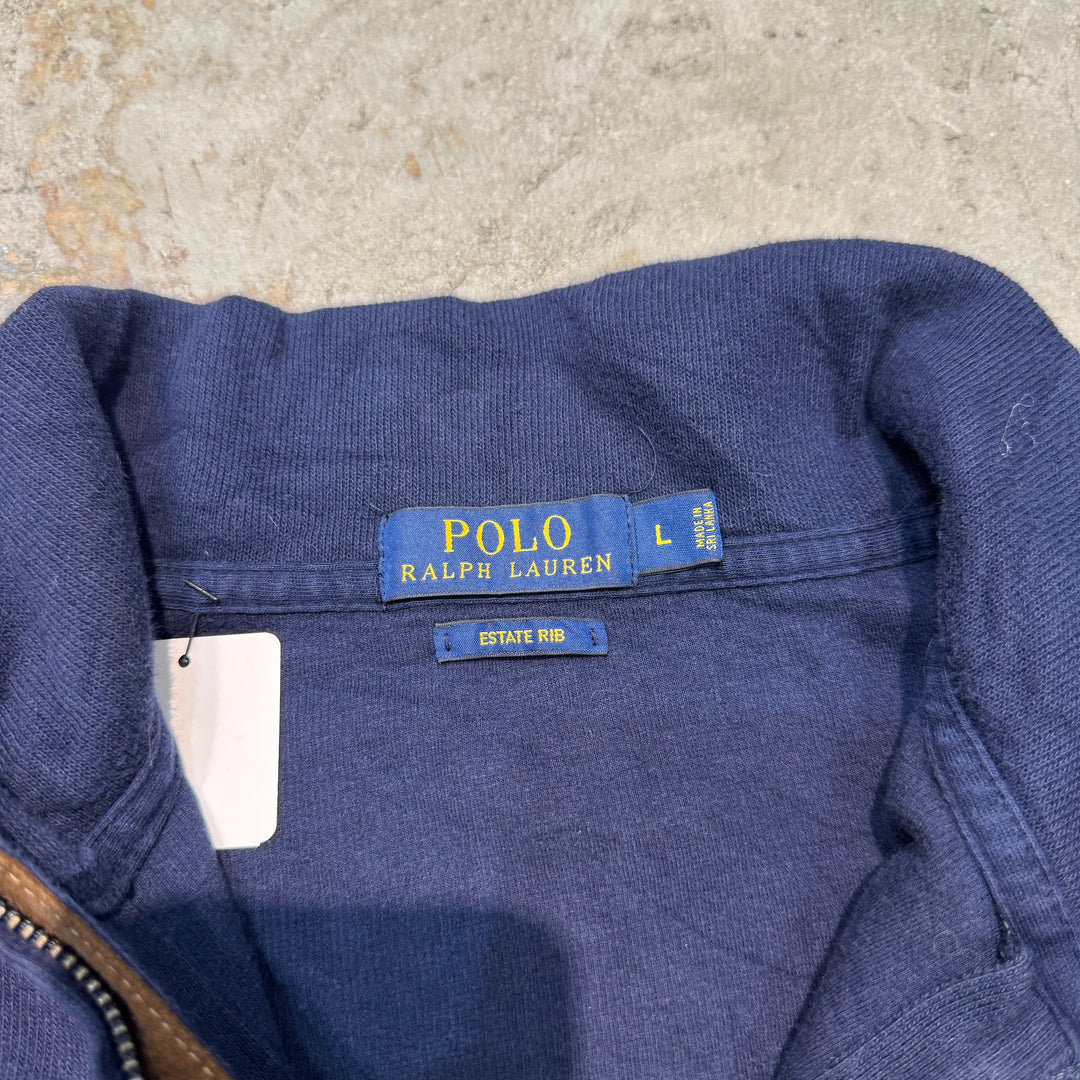 POLO
RALPH LAUREN
L
MADE IN
SRI LANKA
ESTATE RIB